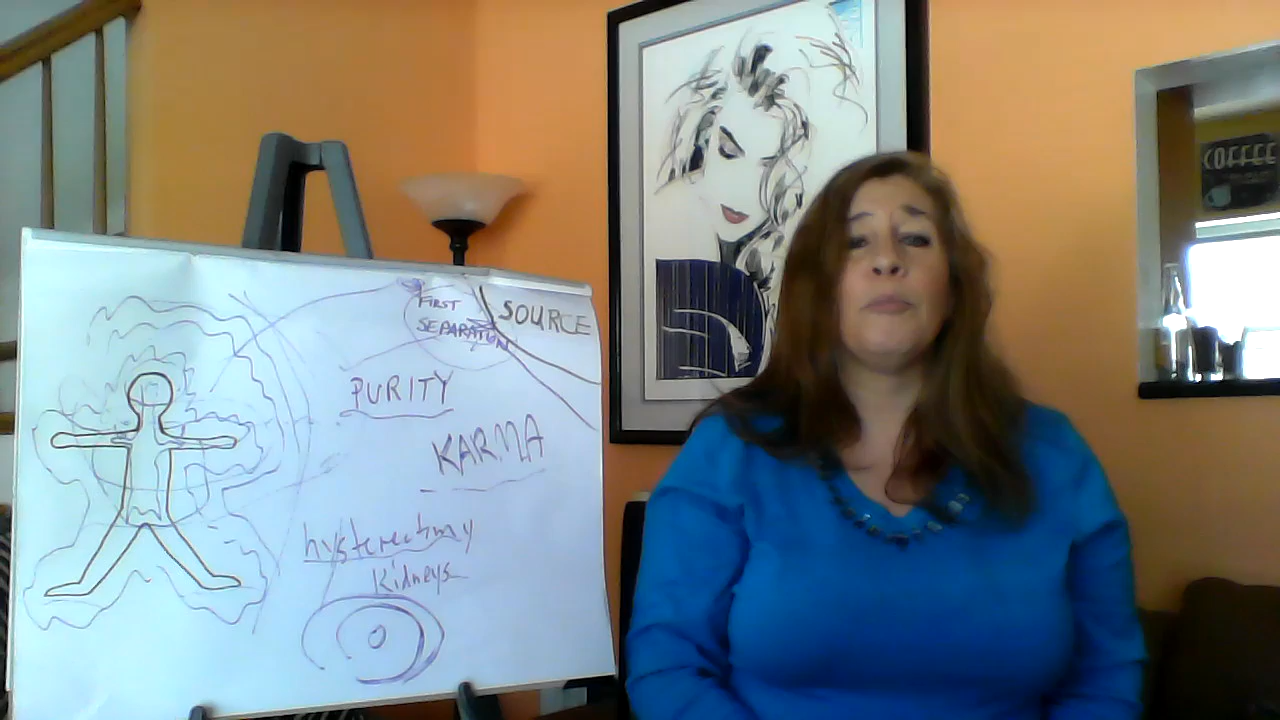 FIRST
SEPARATION
SOURCE
PURITY
KARMA
hysterectomy
Kidneys
COFFEE